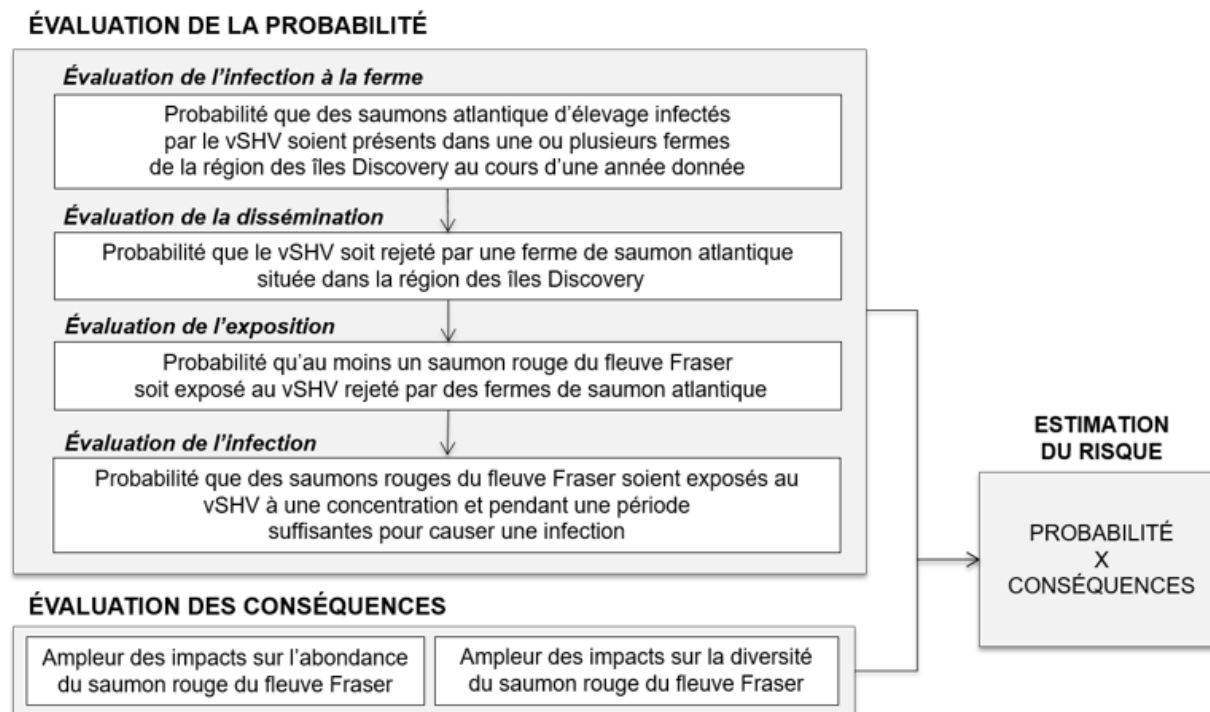 ÉVALUATION DE LA PROBABILITÉ
Évaluation de l'infection à la ferme
Probabilité que des saumons atlantique d'élevage infectés
par le vSHV soient présents dans une ou plusieurs fermes
de la région des îles Discovery au cours d'une année donnée
Évaluation de la dissémination
Probabilité que le vSHV soit rejeté par une ferme de saumon atlantique
située dans la région des îles Discovery
Évaluation de l'exposition
Probabilité qu'au moins un saumon rouge du fleuve Fraser
soit exposé au vSHV rejeté par des fermes de saumon atlantique
Évaluation de l'infection
Probabilité que des saumons rouges du fleuve Fraser soient exposés au
vSHV à une concentration et pendant une période
suffisantes pour causer une infection
ÉVALUATION DES CONSÉQUENCES
Ampleur des impacts sur l'abondance
du saumon rouge du fleuve Fraser
Ampleur des impacts sur la diversité
du saumon rouge du fleuve Fraser
ESTIMATION
DU RISQUE
PROBABILITÉ
X
CONSÉQUENCES